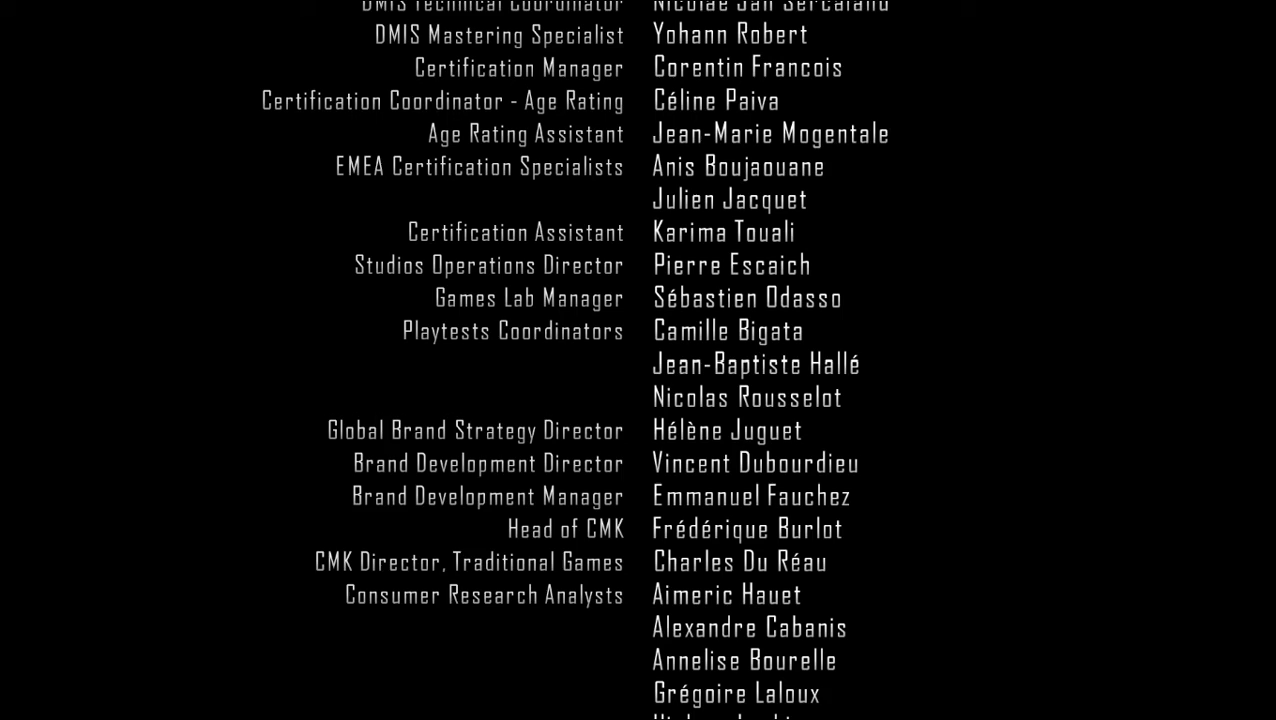 DMIS Technical Coordinator
DMIS Mastering Specialist Yohann Robert
Certification Manager Corentin Francois
Certification Coordinator - Age Rating Céline Paiva
Age Rating Assistant Jean-Marie Mogentale
EMEA Certification Specialists Anis Boujaouane
Julien Jacquet
Certification Assistant Karima Touali
Studios Operations Director Pierre Escaich
Games Lab Manager Sébastien Odasso
Playtests Coordinators Camille Bigata
Jean-Baptiste Hallé
Nicolas Rousselot
Global Brand Strategy Director Hélène Juguet
Brand Development Director Vincent Dubourdieu
Brand Development Manager Emmanuel Fauchez
Head of CMK Frédérique Burlot
CMK Director, Traditional Games Charles Du Réau
Consumer Research Analysts Aimeric Hauet
Alexandre Cabanis
Annelise Bourelle
Grégoire Laloux